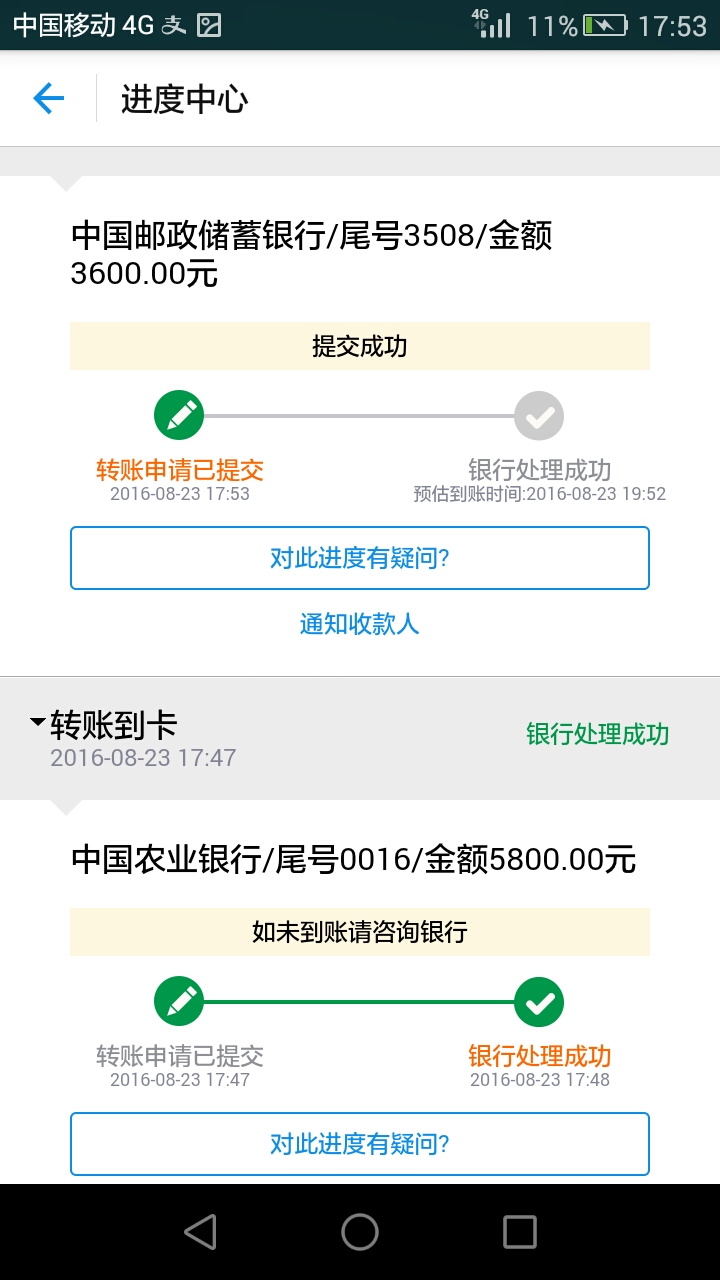 中国移动 4G 支 4G 11% 17:53
进度中心
中国邮政储蓄银行/尾号3508/金额
3600.00元
提交成功
转账申请已提交 银行处理成功
2016-08-23 17:53 预估到账时间:2016-08-23 19:52
对此进度有疑问?
通知收款人
转账到卡 银行处理成功
2016-08-23 17:47
中国农业银行/尾号0016/金额5800.00元
如未到账请咨询银行
转账申请已提交 银行处理成功
2016-08-23 17:47 2016-08-23 17:48
对此进度有疑问?